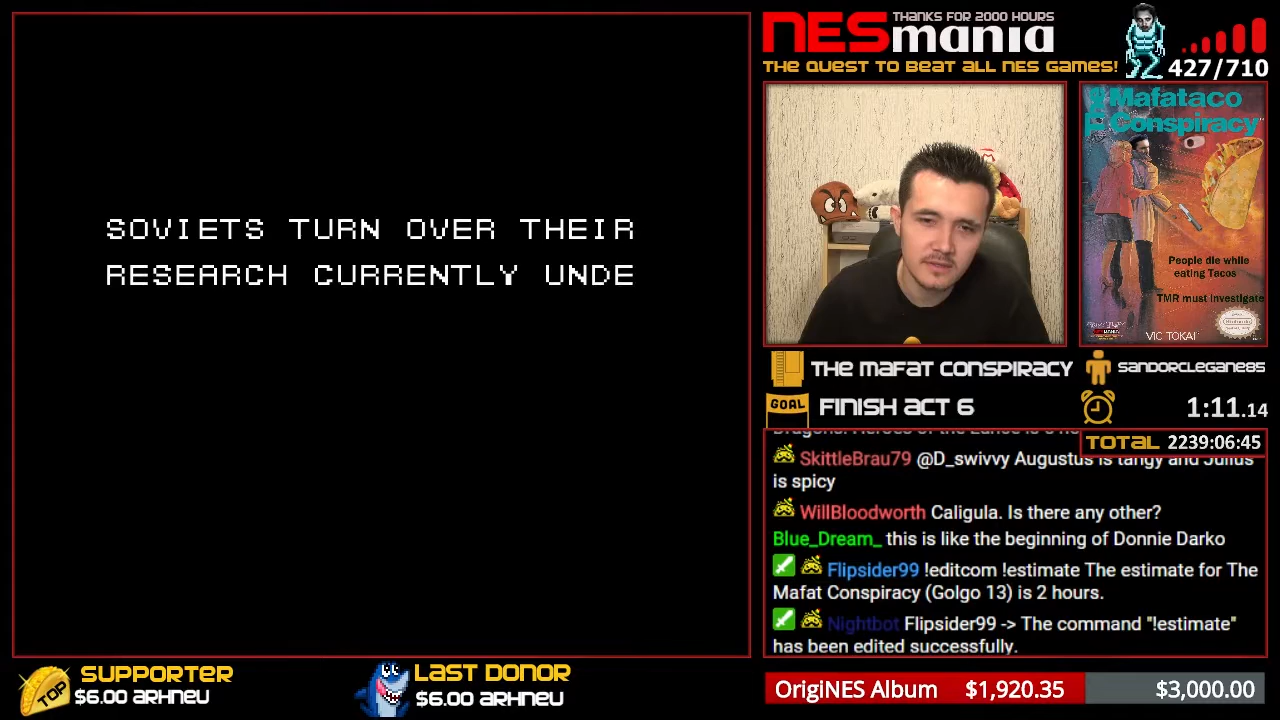 SOVIETS TURN OVER THEIR
RESEARCH CURRENTLY UNDE
THANKS FOR 2000 HOURS
NESmania
THE QUEST TO BEAT ALL NES GAMES!
427/710
Mafataco
Conspiracy
People die while
eating Tacos
TMR must investigate
VIC TOKAI
THE MAFAT CONSPIRACY
SANDORCLEGANE85
GOAL
FINISH ACT 6
1:11.14
TOTAL 2239:06:45
SkittleBrau79 @D_swivvy Augustus is tangy and Julius
is spicy
WillBloodworth Caligula. Is there any other?
Blue_Dream_ this is like the beginning of Donnie Darko
Flipsider99 !editcom !estimate The estimate for The
Mafat Conspiracy (Golgo 13) is 2 hours.
Nightbot Flipsider99 -> The command "!estimate"
has been edited successfully.
TOP
SUPPORTER
$6.00 ARHNEU
LAST DONOR
$6.00 ARHNEU
OrigiNES Album $1,920.35 $3,000.00